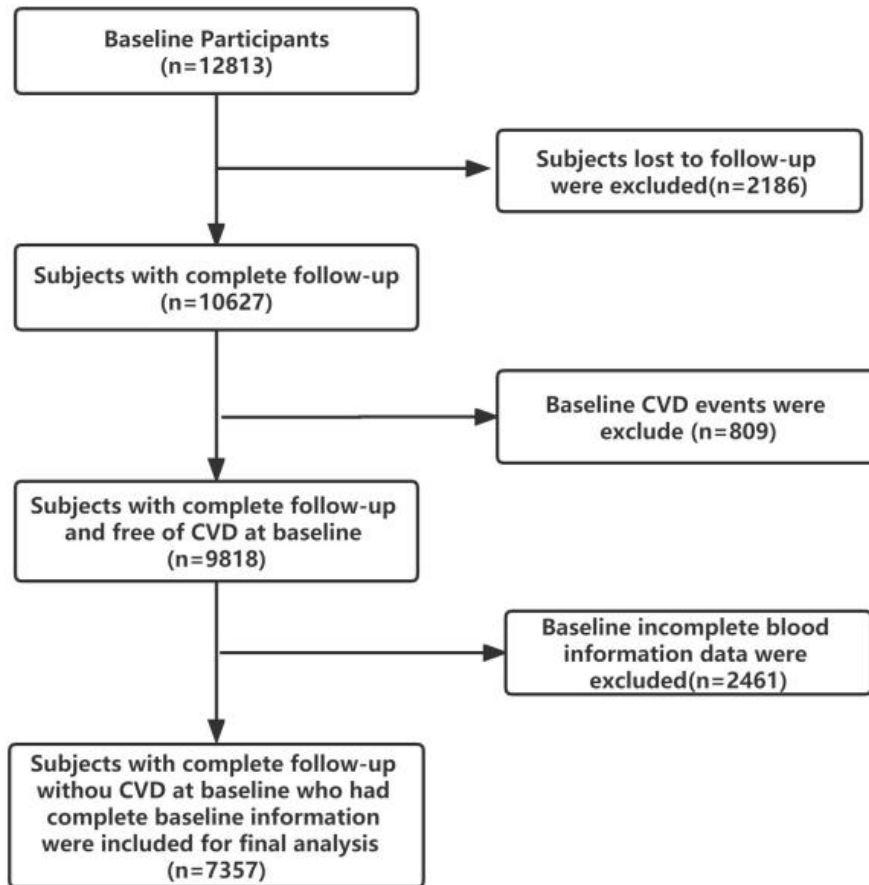 Baseline Participants
(n=12813)
Subjects lost to follow-up
were excluded(n=2186)
Subjects with complete follow-up
(n=10627)
Baseline CVD events were
exclude (n=809)
Subjects with complete follow-up
and free of CVD at baseline
(n=9818)
Baseline incomplete blood
information data were
excluded(n=2461)
Subjects with complete follow-up
withou CVD at baseline who had
complete baseline information
were included for final analysis
(n=7357)